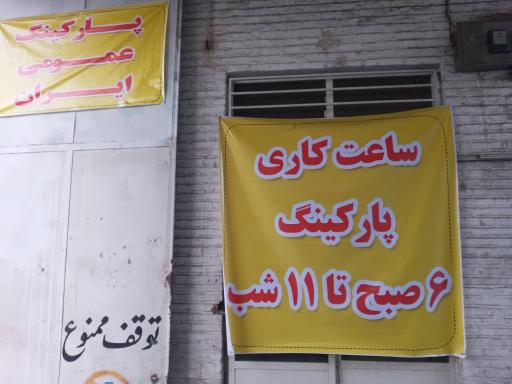 پارکینگ
عمومی
ایران
ساعت کاری
پارکینگ
۶ صبح تا ۱۱ شب
توقف ممنوع